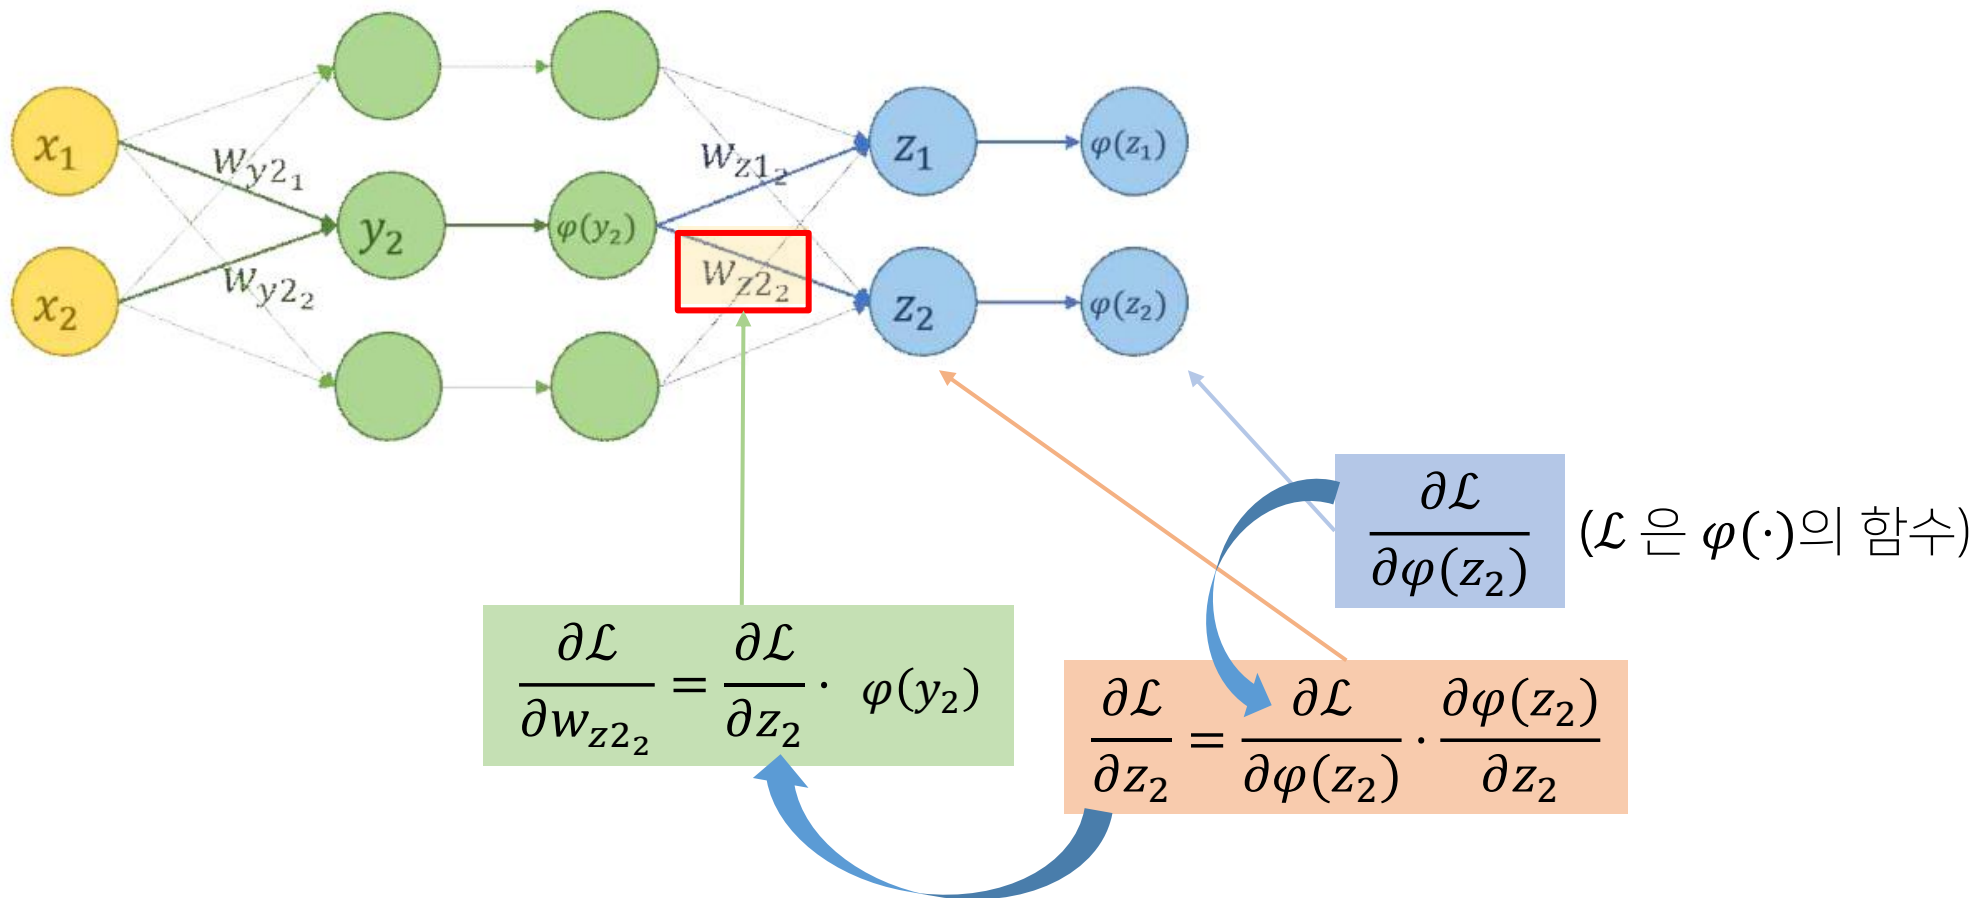 x₁
x₂
w_{y2₁}
w_{y2₂}
y₂
φ(y₂)
w_{z1₂}
w_{z2₂}
z₁
φ(z₁)
z₂
φ(z₂)
∂ℒ/∂φ(z₂) (ℒ 은 φ(·)의 함수)
∂ℒ/∂w_{z2₂} = ∂ℒ/∂z₂ · φ(y₂)
∂ℒ/∂z₂ = ∂ℒ/∂φ(z₂) · ∂φ(z₂)/∂z₂